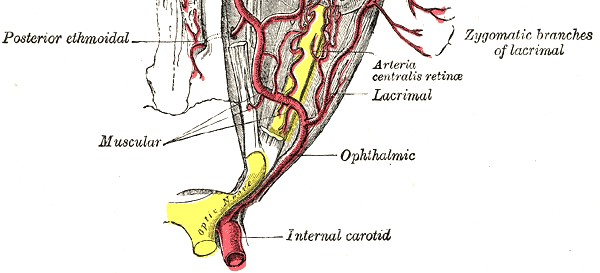 Posterior ethmoidal
Zygomatic branches
of lacrimal
Arteria
centralis retinæ
Lacrimal
Muscular
Ophthalmic
Optic Nerve
Internal carotid